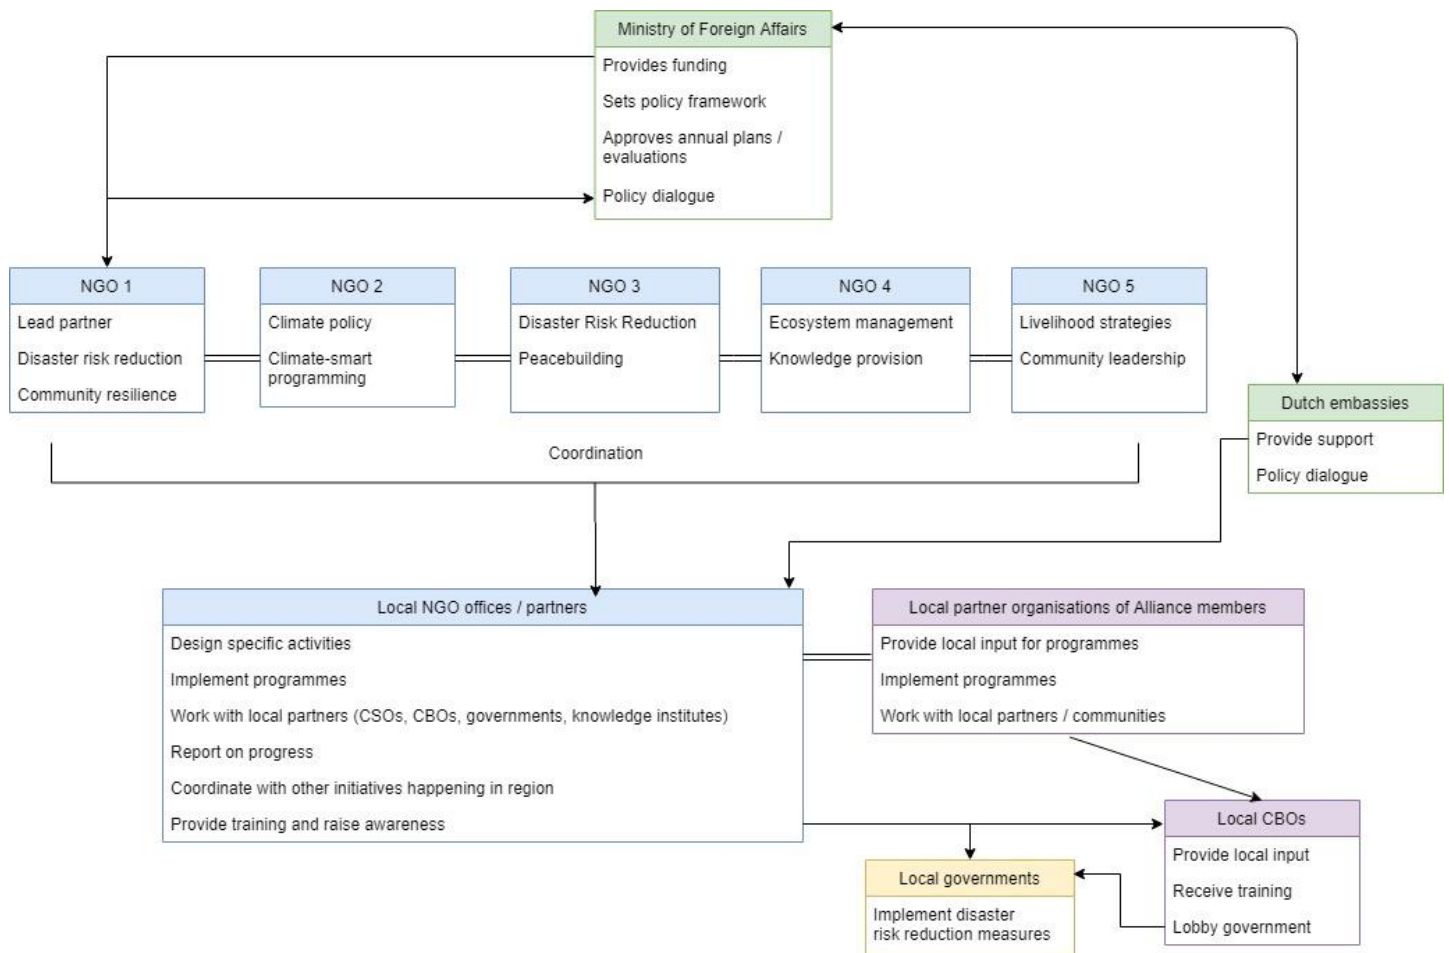 Ministry of Foreign Affairs
Provides funding
Sets policy framework
Approves annual plans /
evaluations
Policy dialogue
NGO 1
Lead partner
Disaster risk reduction
Community resilience
NGO 2
Climate policy
Climate-smart
programming
NGO 3
Disaster Risk Reduction
Peacebuilding
NGO 4
Ecosystem management
Knowledge provision
NGO 5
Livelihood strategies
Community leadership
Dutch embassies
Provide support
Policy dialogue
Coordination
Local NGO offices / partners
Design specific activities
Implement programmes
Work with local partners (CSOs, CBOs, governments, knowledge institutes)
Report on progress
Coordinate with other initiatives happening in region
Provide training and raise awareness
Local partner organisations of Alliance members
Provide local input for programmes
Implement programmes
Work with local partners / communities
Local CBOs
Provide local input
Receive training
Lobby government
Local governments
Implement disaster
risk reduction measures